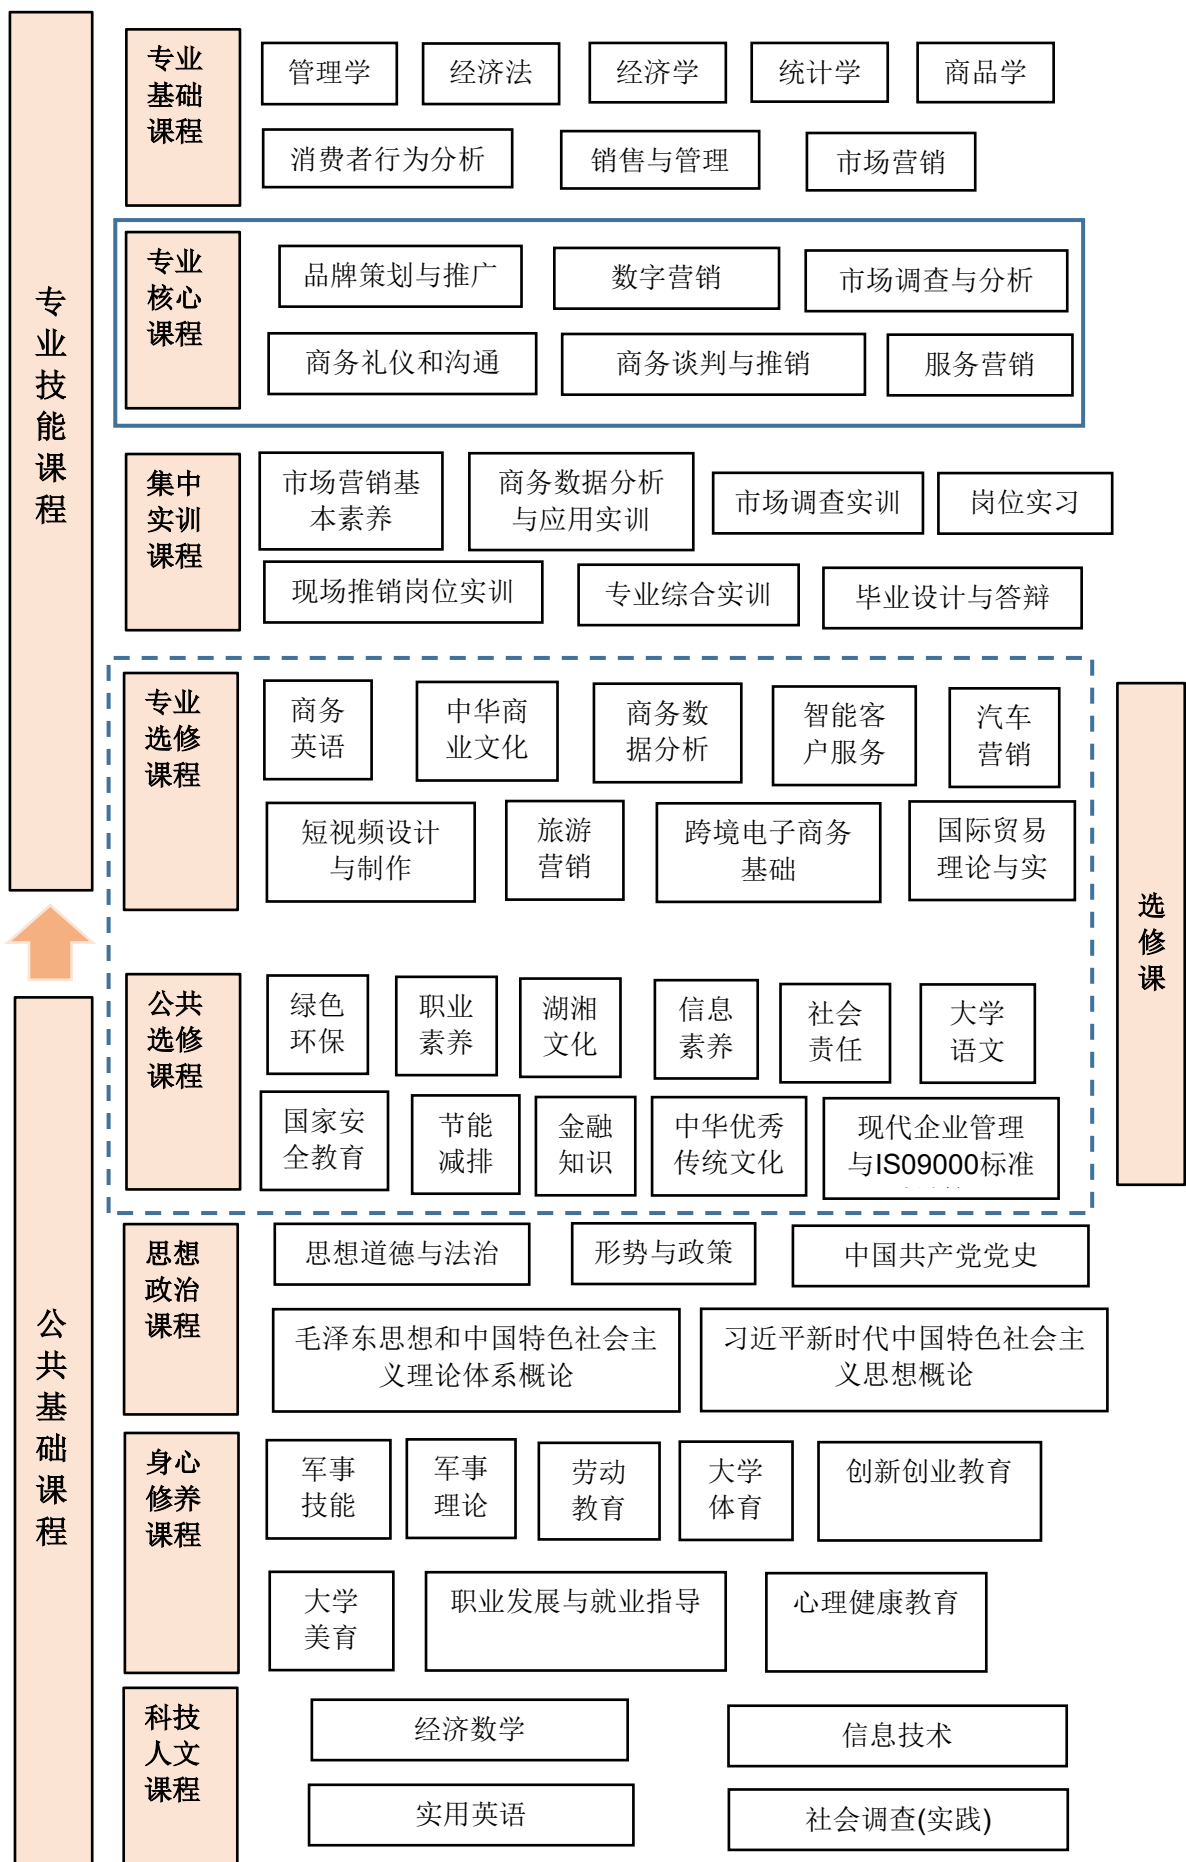 专业技能课程
专业
基础
课程
管理学
经济法
经济学
统计学
商品学
消费者行为分析
销售与管理
市场营销
专业
核心
课程
品牌策划与推广
数字营销
市场调查与分析
商务礼仪和沟通
商务谈判与推销
服务营销
集中
实训
课程
市场营销基
本素养
商务数据分析
与应用实训
市场调查实训
岗位实习
现场推销岗位实训
专业综合实训
毕业设计与答辩
专业
选修
课程
商务
英语
中华商
业文化
商务数
据分析
智能客
户服务
汽车
营销
短视频设计
与制作
旅游
营销
跨境电子商务
基础
国际贸易
理论与实
选修课
公共基础课程
公共
选修
课程
绿色
环保
职业
素养
湖湘
文化
信息
素养
社会
责任
大学
语文
国家安
全教育
节能
减排
金融
知识
中华优秀
传统文化
现代企业管理
与IS09000标准
思想
政治
课程
思想道德与法治
形势与政策
中国共产党党史
毛泽东思想和中国特色社会主
义理论体系概论
习近平新时代中国特色社会主
义思想概论
身心
修养
课程
军事
技能
军事
理论
劳动
教育
大学
体育
创新创业教育
大学
美育
职业发展与就业指导
心理健康教育
科技
人文
课程
经济数学
信息技术
实用英语
社会调查(实践)